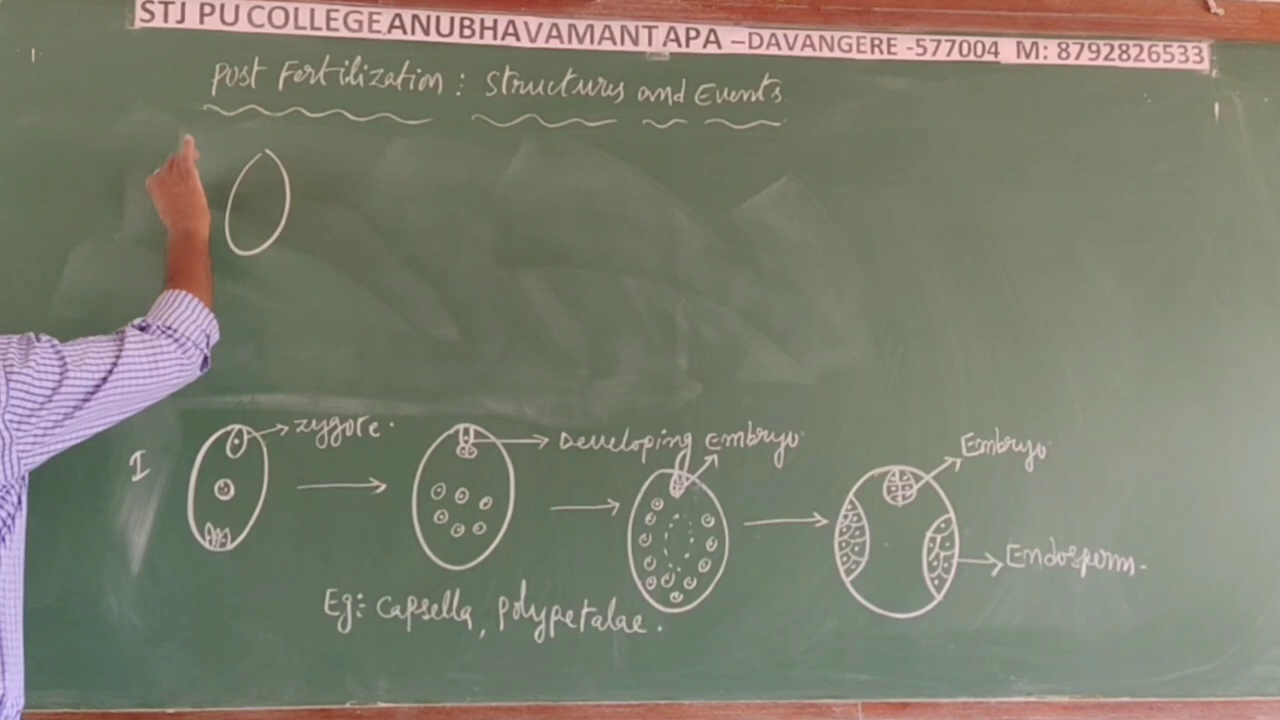 STJ PU COLLEGE,ANUBHAVAMANTAPA –DAVANGERE -577004 M: 8792826533
Post Fertilization : Structures and Events
I
zygote.
Developing Embryo
Embryo
Endosperm.
Eg:- Capsella, polypetalae.